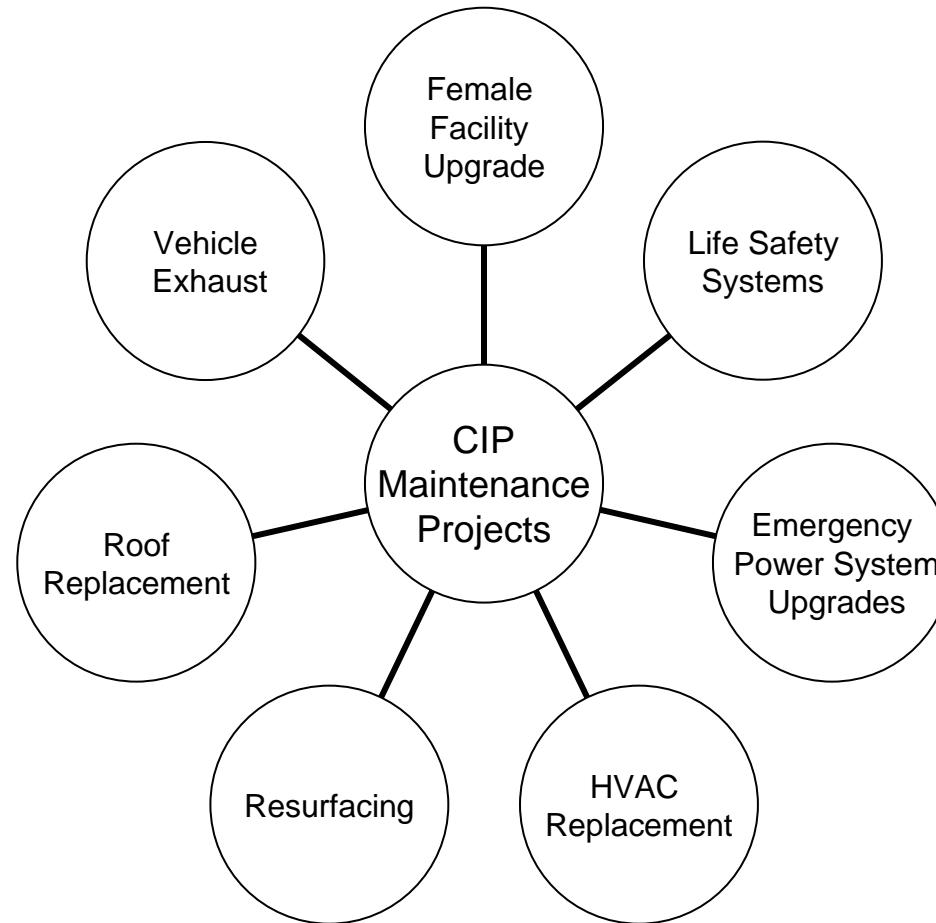 Female
Facility
Upgrade
Vehicle
Exhaust
Life Safety
Systems
CIP
Maintenance
Projects
Roof
Replacement
Emergency
Power System
Upgrades
Resurfacing
HVAC
Replacement